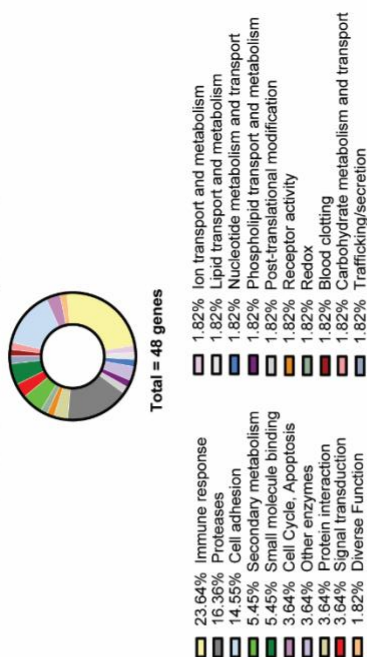 Total = 48 genes
23.64% Immune response
16.36% Proteases
14.55% Cell adhesion
5.45% Secondary metabolism
5.45% Small molecule binding
3.64% Cell Cycle, Apoptosis
3.64% Other enzymes
3.64% Protein interaction
3.64% Signal transduction
1.82% Diverse Function
1.82% Ion transport and metabolism
1.82% Lipid transport and metabolism
1.82% Nucleotide metabolism and transport
1.82% Phospholipid transport and metabolism
1.82% Post-translational modification
1.82% Receptor activity
1.82% Redox
1.82% Blood clotting
1.82% Carbohydrate metabolism and transport
1.82% Trafficking/secretion